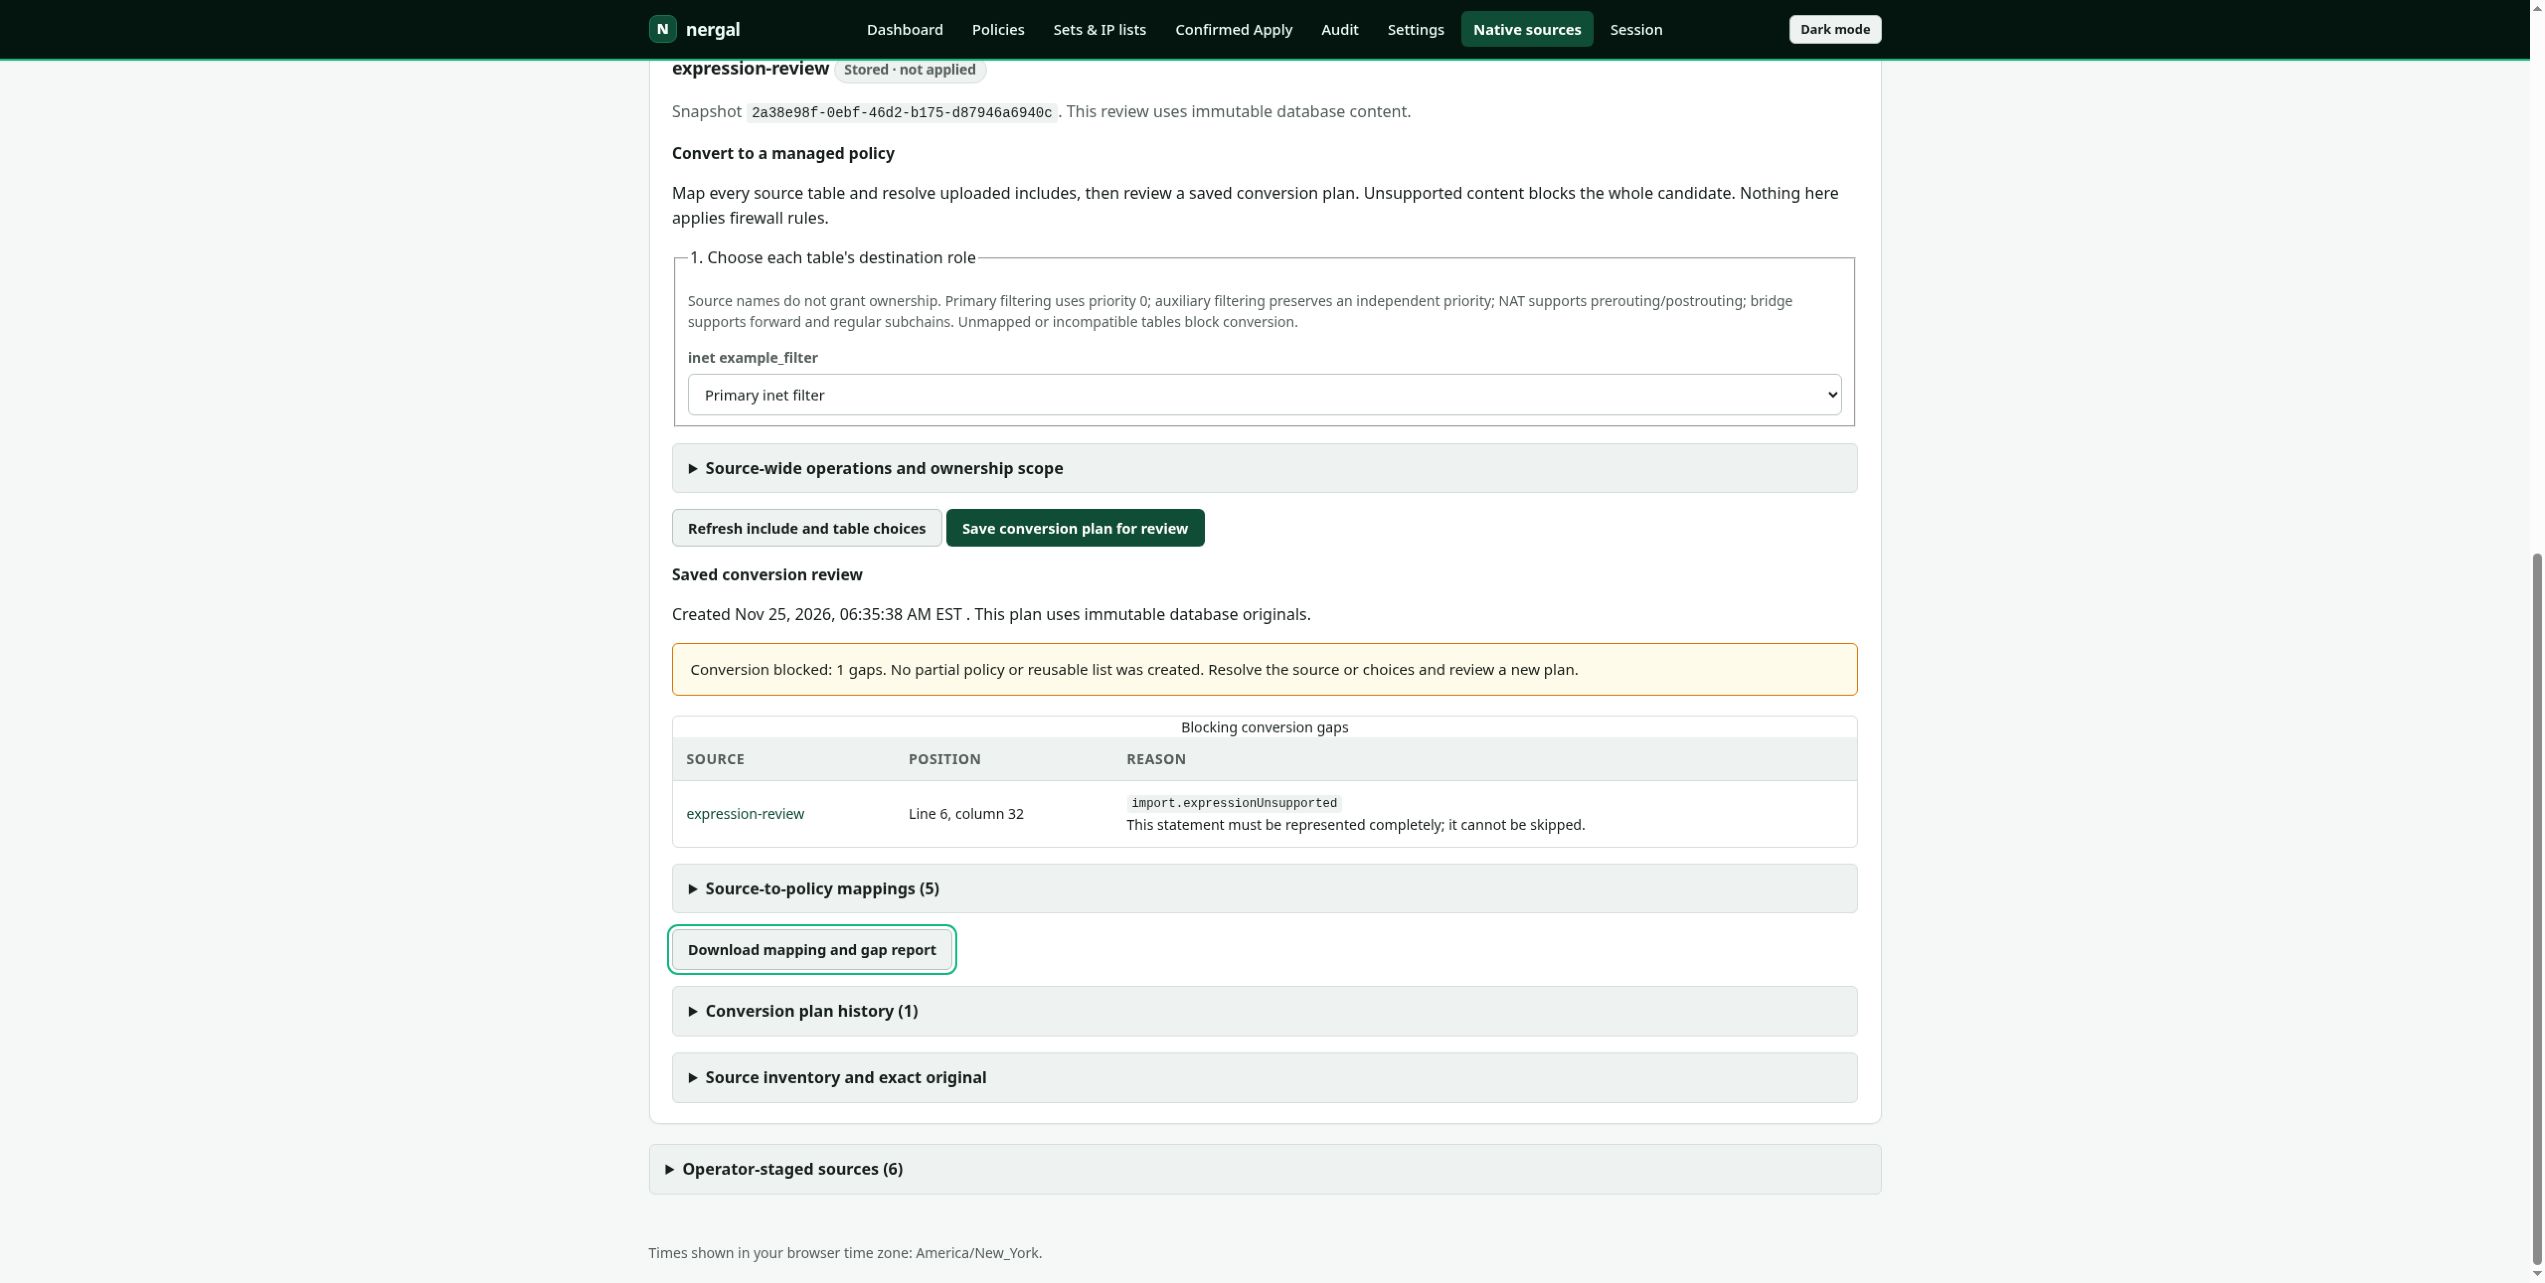 N nergal Dashboard Policies Sets & IP lists Confirmed Apply Audit Settings Native sources Session Dark mode
expression-review Stored · not applied
Snapshot 2a38e98f-0ebf-46d2-b175-d87946a6940c. This review uses immutable database content.
Convert to a managed policy
Map every source table and resolve uploaded includes, then review a saved conversion plan. Unsupported content blocks the whole candidate. Nothing here
applies firewall rules.
1. Choose each table's destination role
Source names do not grant ownership. Primary filtering uses priority 0; auxiliary filtering preserves an independent priority; NAT supports prerouting/postrouting; bridge
supports forward and regular subchains. Unmapped or incompatible tables block conversion.
inet example_filter
Primary inet filter
Source-wide operations and ownership scope
Refresh include and table choices Save conversion plan for review
Saved conversion review
Created Nov 25, 2026, 06:35:38 AM EST . This plan uses immutable database originals.
Conversion blocked: 1 gaps. No partial policy or reusable list was created. Resolve the source or choices and review a new plan.
Blocking conversion gaps
SOURCE POSITION REASON
expression-review Line 6, column 32 import.expressionUnsupported
This statement must be represented completely; it cannot be skipped.
Source-to-policy mappings (5)
Download mapping and gap report
Conversion plan history (1)
Source inventory and exact original
Operator-staged sources (6)
Times shown in your browser time zone: America/New_York.